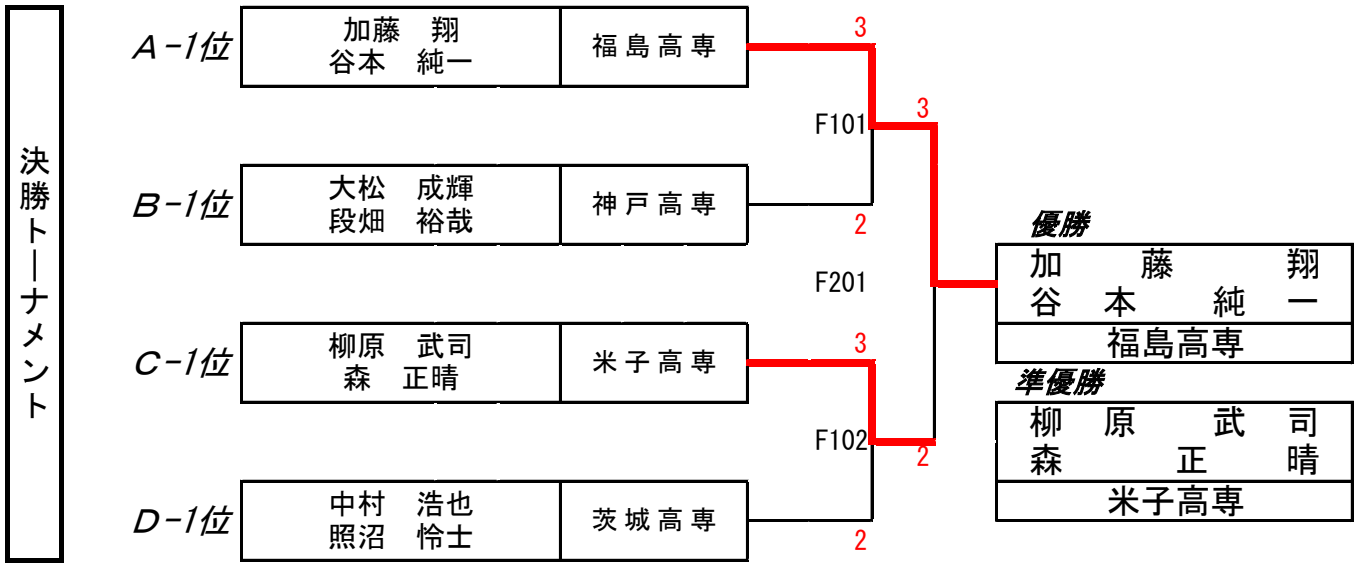 決勝トーナメント
A-1位
加藤 翔
谷本 純一
福島高専
3
F101
3
B-1位
大松 成輝
段畑 裕哉
神戸高専
2
F201
C-1位
柳原 武司
森 正晴
米子高専
3
F102
2
D-1位
中村 浩也
照沼 怜士
茨城高専
2
優勝
加藤翔
谷本純一
福島高専
準優勝
柳原武司
森正晴
米子高専